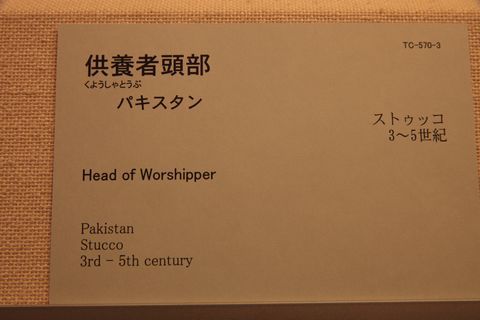 TC-570-3
供養者頭部
くようしゃとうぶ
パキスタン
ストゥッコ
3〜5世紀
Head of Worshipper
Pakistan
Stucco
3rd - 5th century